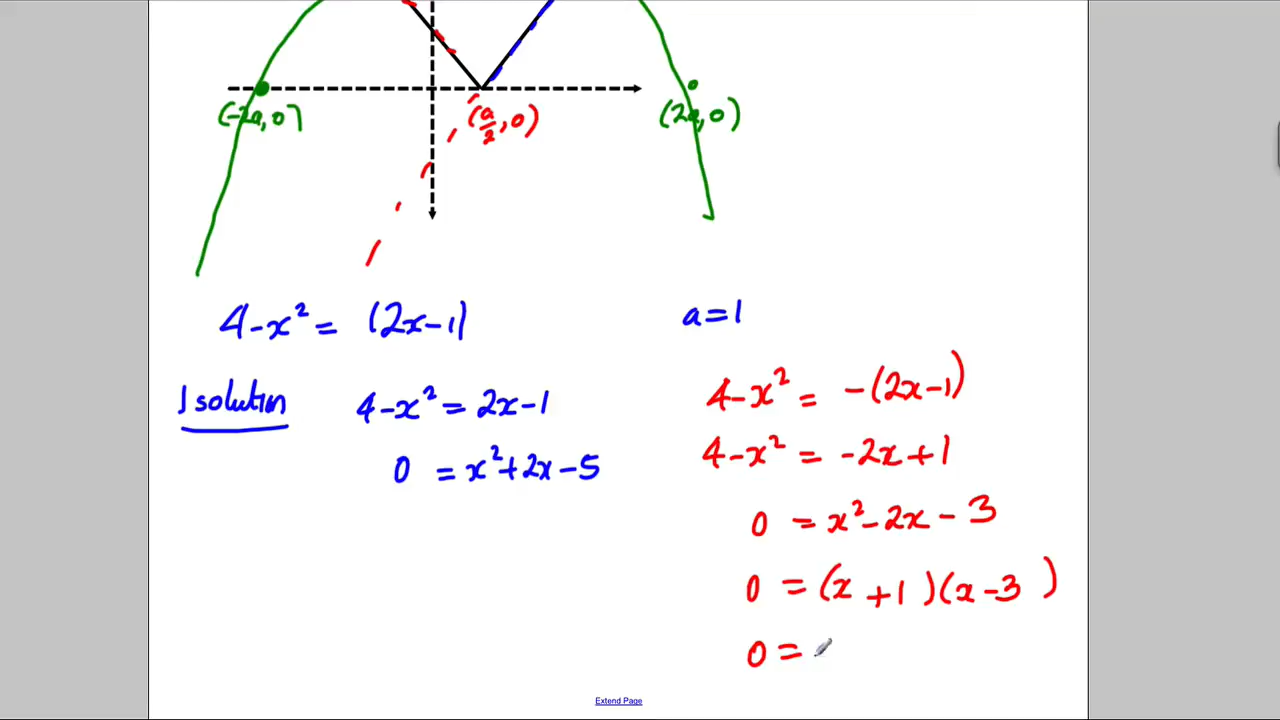 (-2a, 0)
(a/2, 0)
(2a, 0)
4-x² = |2x-1|
a=1
1 solution
4-x² = 2x-1
0 = x²+2x-5
4-x² = -(2x-1)
4-x² = -2x+1
0 = x²-2x-3
0 = (x+1)(x-3)
0 =
Extend Page